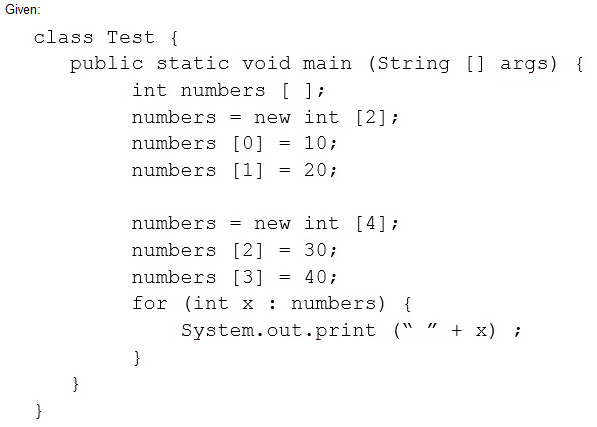 Given:
class Test {
public static void main (String [] args) {
int numbers [ ];
numbers = new int [2];
numbers [0] = 10;
numbers [1] = 20;
numbers = new int [4];
numbers [2] = 30;
numbers [3] = 40;
for (int x : numbers) {
System.out.print (“ ” + x) ;
}
}
}